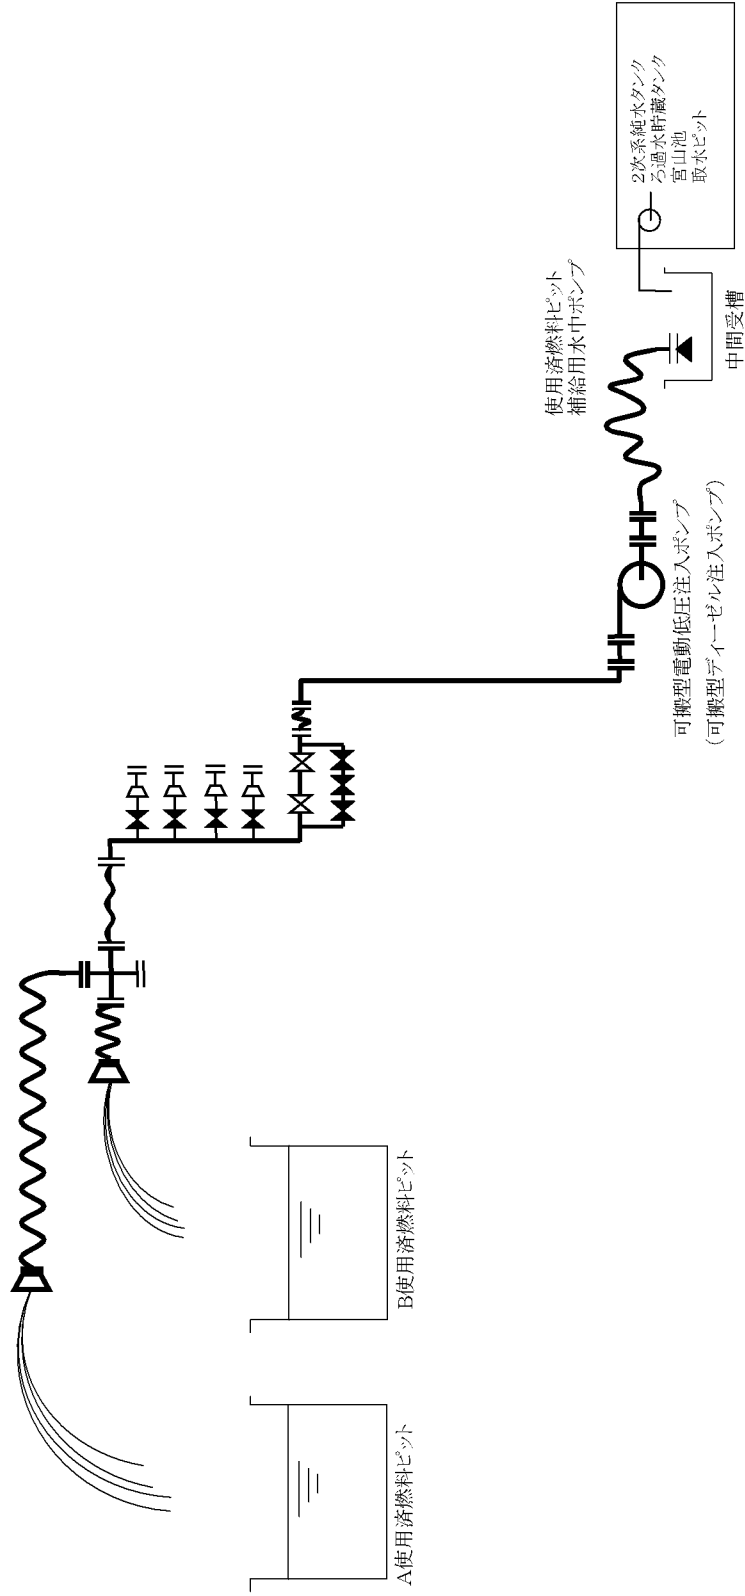 A使用済燃料ピット
B使用済燃料ピット
可搬型電動低圧注入ポンプ
(可搬型ディーゼル注入ポンプ)
使用済燃料ピット
補給用水中ポンプ
中間受槽
2次系純水タンク
ろ過水貯蔵タンク
宮山池
取水ピット